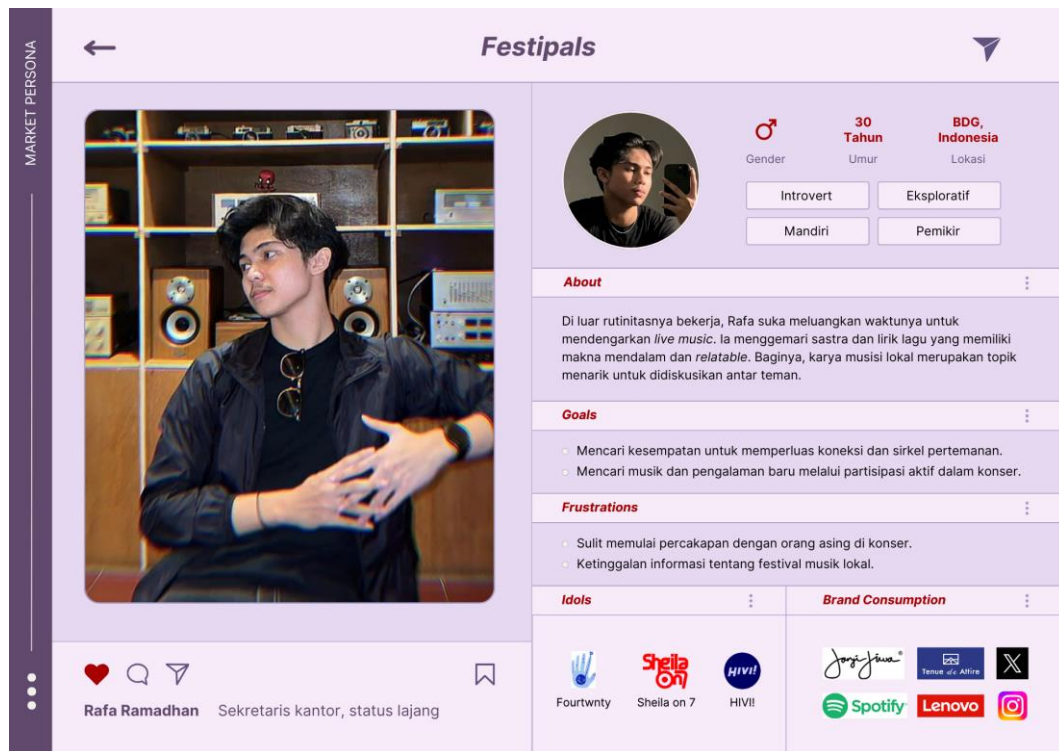 MARKET PERSONA
Festipals
Rafa Ramadhan Sekretaris kantor, status lajang
30
Tahun
BDG,
Indonesia
Gender
Umur
Lokasi
Introvert
Eksploratif
Mandiri
Pemikir
About
Di luar rutinitasnya bekerja, Rafa suka meluangkan waktunya untuk
mendengarkan live music. Ia menggemari sastra dan lirik lagu yang memiliki
makna mendalam dan relatable. Baginya, karya musisi lokal merupakan topik
menarik untuk didiskusikan antar teman.
Goals
Mencari kesempatan untuk memperluas koneksi dan sirkel pertemanan.
Mencari musik dan pengalaman baru melalui partisipasi aktif dalam konser.
Frustrations
Sulit memulai percakapan dengan orang asing di konser.
Ketinggalan informasi tentang festival musik lokal.
Idols
Sheila
On7
HIVI!
Fourtwnty
Sheila on 7
HIVI!
Brand Consumption
Janji Jiwa
Tenue de Attire
X
Spotify
Lenovo